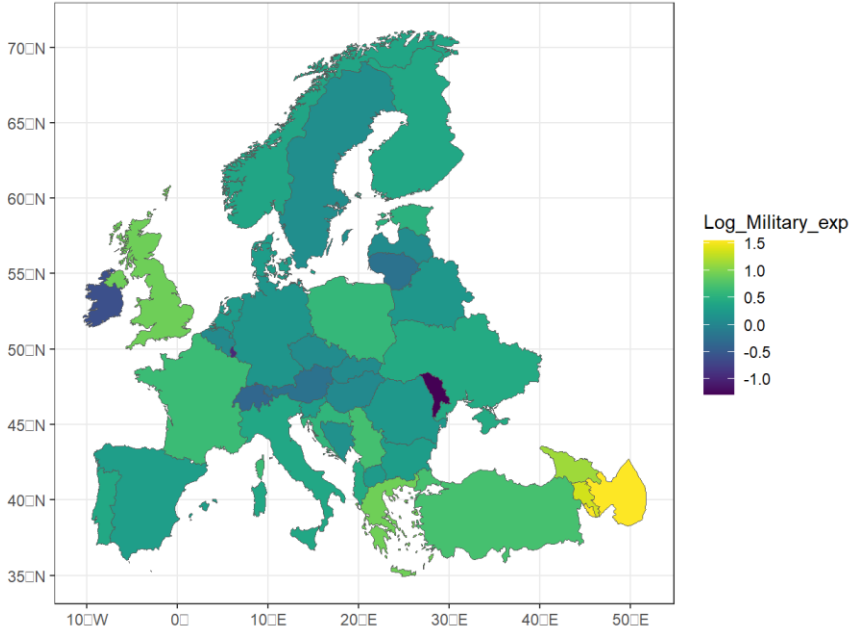 70□N
65□N
60□N
55□N
50□N
45□N
40□N
35□N
10□W 0□ 10□E 20□E 30□E 40□E 50□E
Log_Military_exp
1.5
1.0
0.5
0.0
-0.5
-1.0